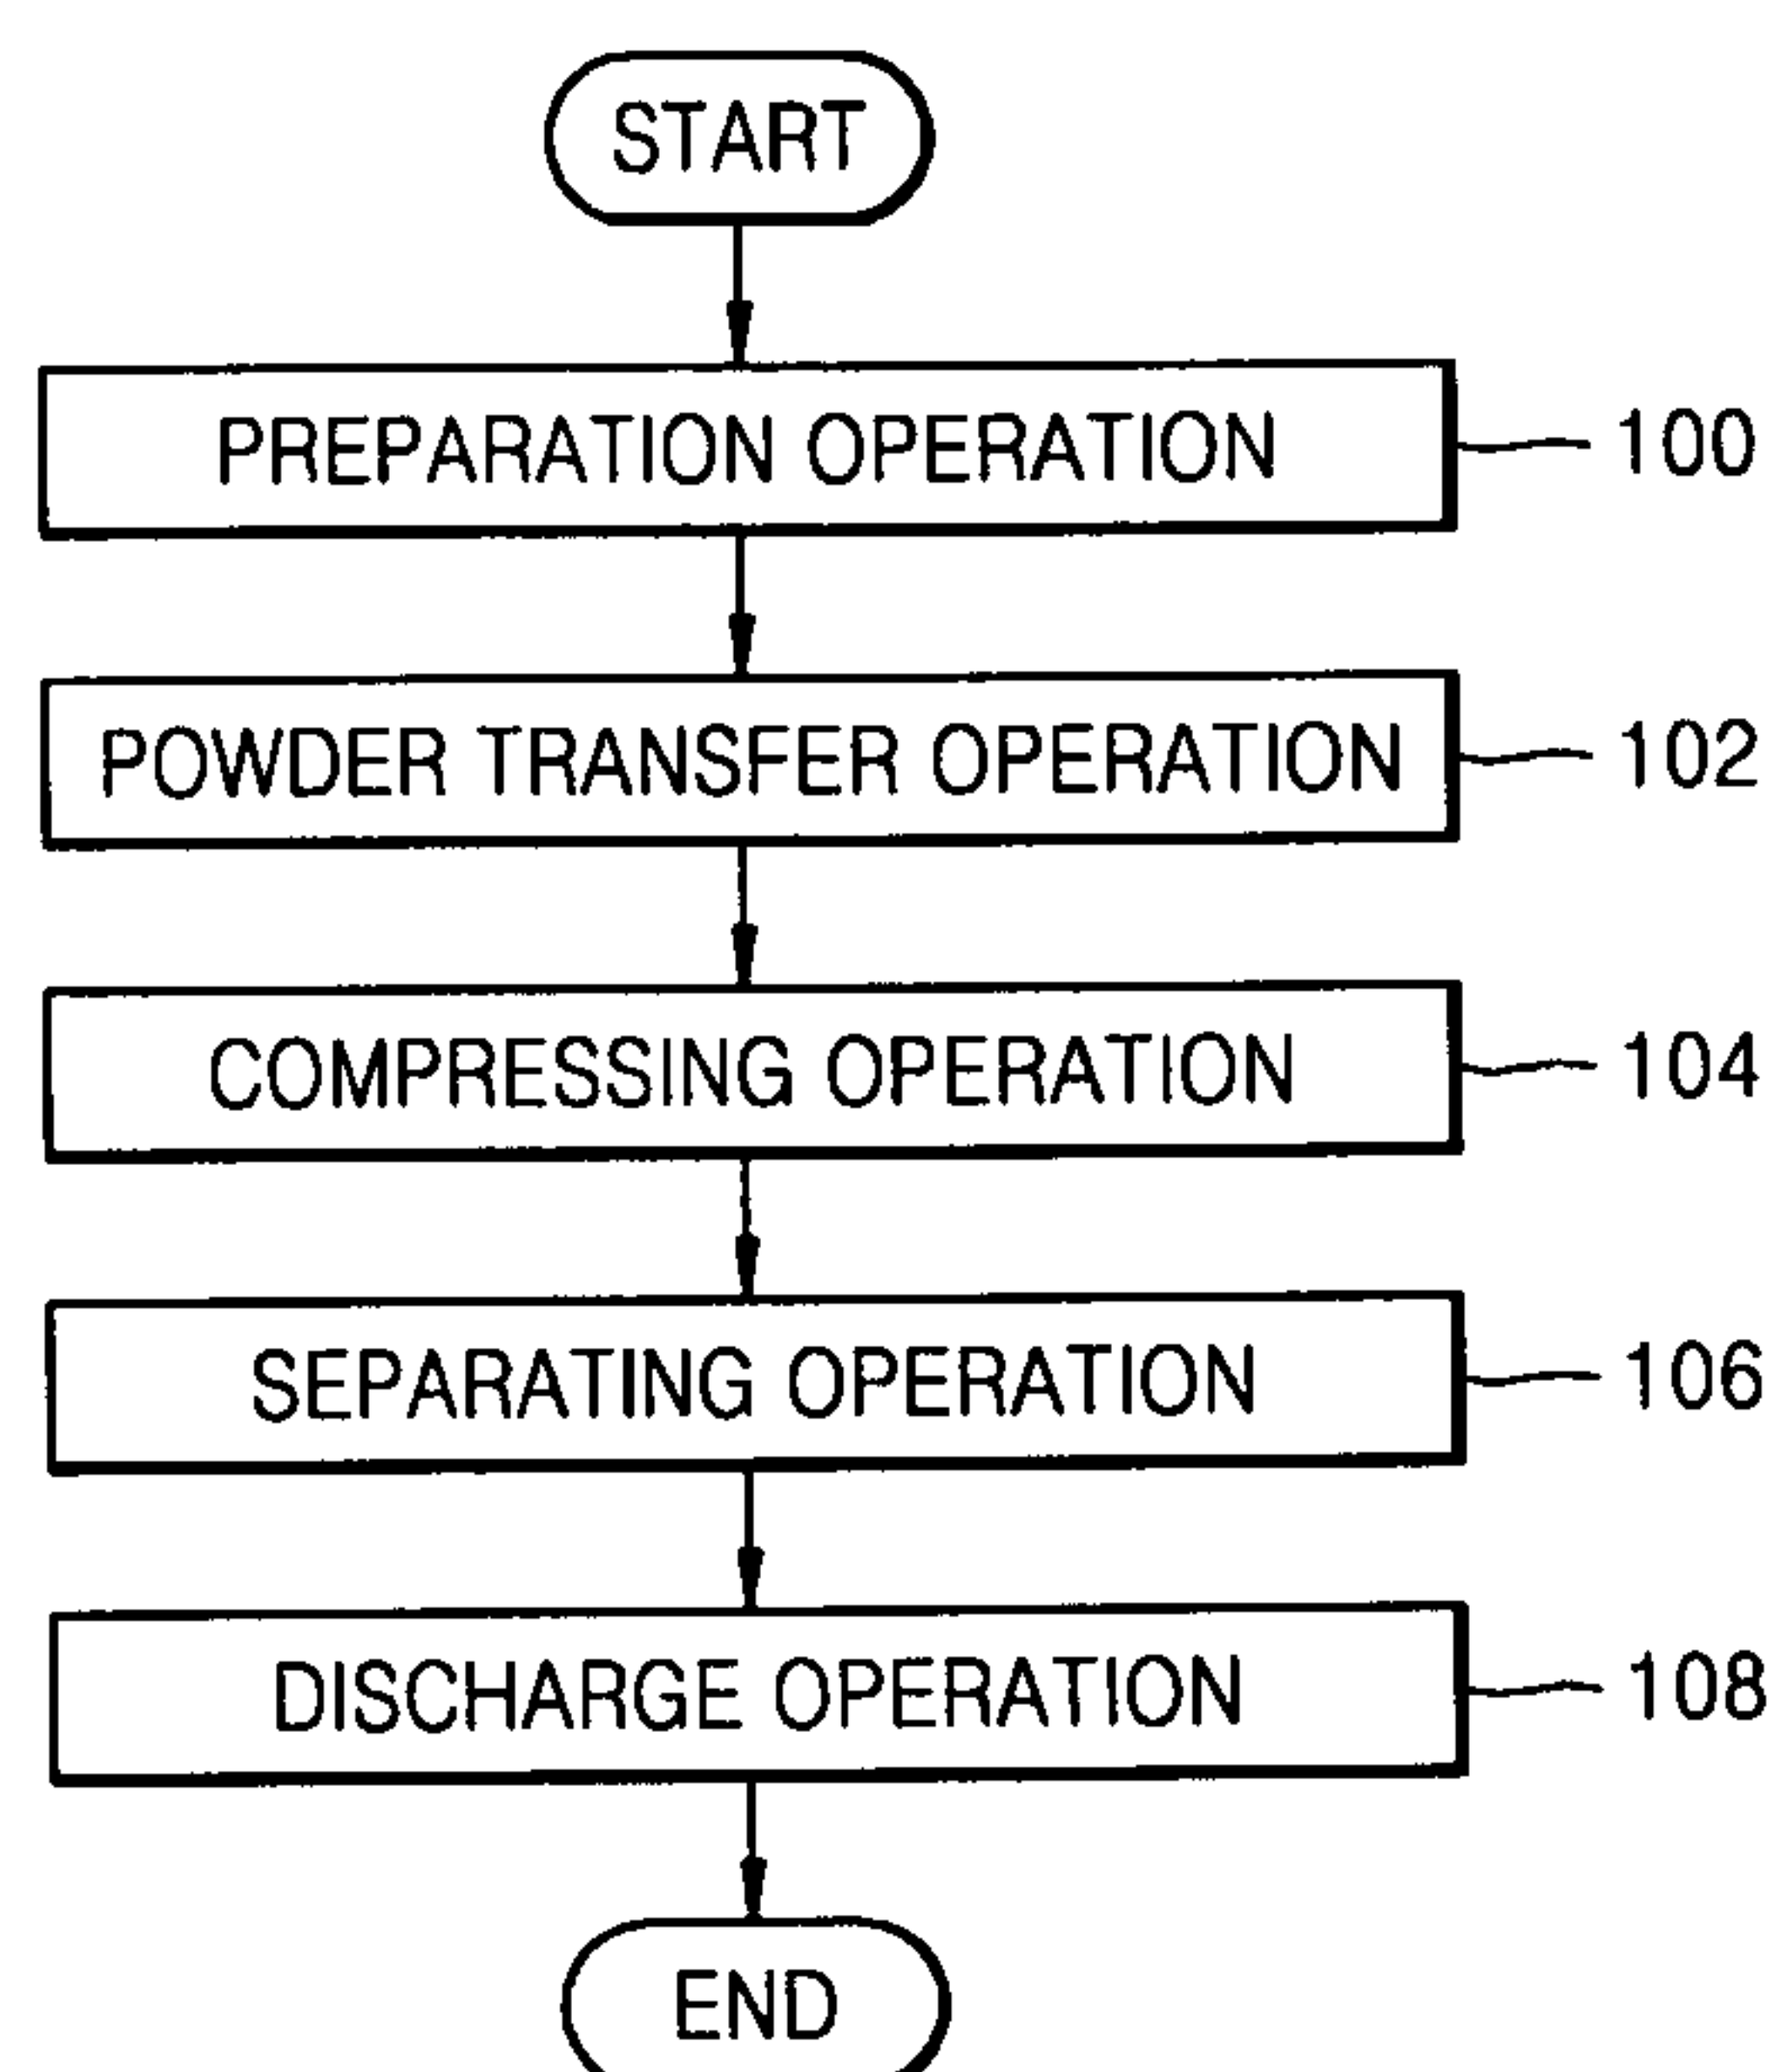 START
PREPARATION OPERATION 100
POWDER TRANSFER OPERATION 102
COMPRESSING OPERATION 104
SEPARATING OPERATION 106
DISCHARGE OPERATION 108
END